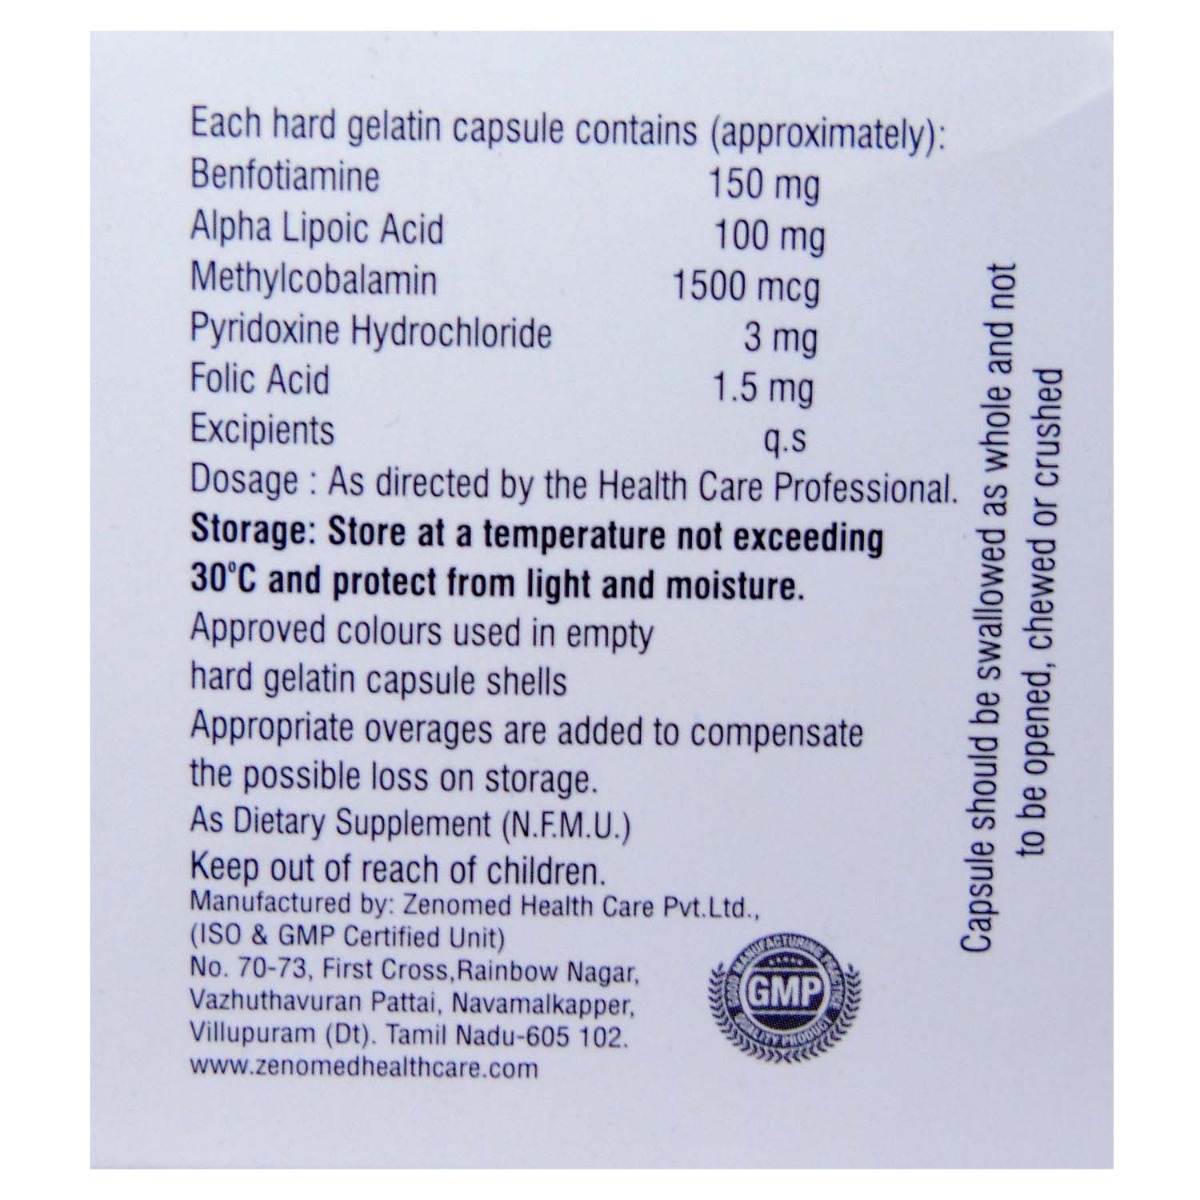 Each hard gelatin capsule contains (approximately):
Benfotiamine 150 mg
Alpha Lipoic Acid 100 mg
Methylcobalamin 1500 mcg
Pyridoxine Hydrochloride 3 mg
Folic Acid 1.5 mg
Excipients q.s
Dosage : As directed by the Health Care Professional.
Storage: Store at a temperature not exceeding
30°C and protect from light and moisture.
Approved colours used in empty
hard gelatin capsule shells
Appropriate overages are added to compensate
the possible loss on storage.
As Dietary Supplement (N.F.M.U.)
Keep out of reach of children.
Manufactured by: Zenomed Health Care Pvt.Ltd.,
(ISO & GMP Certified Unit)
No. 70-73, First Cross,Rainbow Nagar,
Vazhuthavuran Pattai, Navamalkapper,
Villupuram (Dt). Tamil Nadu-605 102.
www.zenomedhealthcare.com
GOOD MANUFACTURING PRACTICE
GMP
QUALITY PRODUCT
Capsule should be swallowed as whole and not
to be opened, chewed or crushed